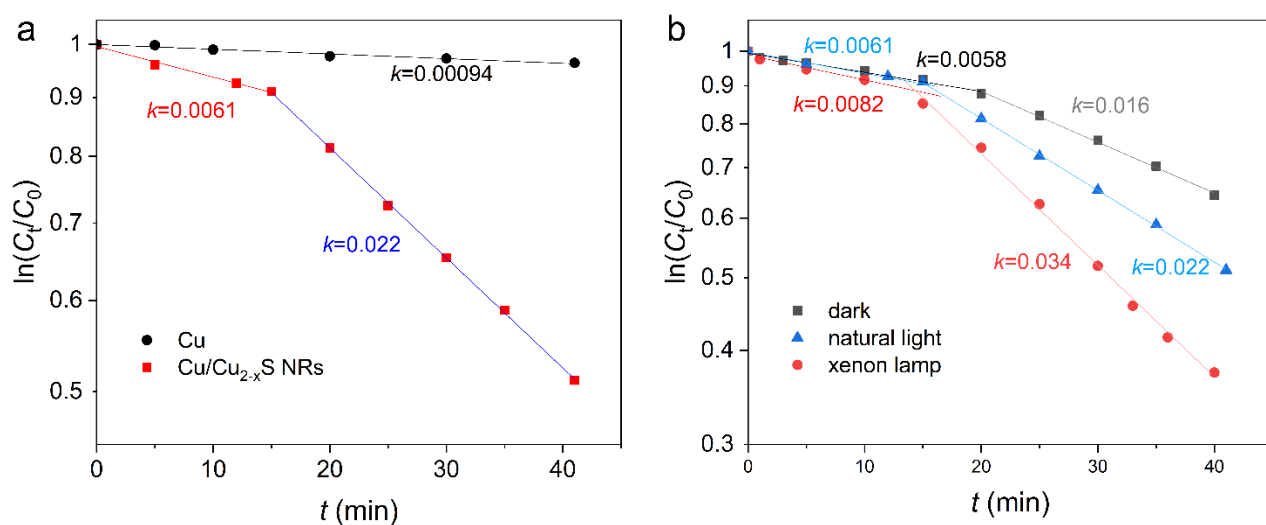 a
1
0.9
0.8
0.7
0.6
0.5
ln(Cₜ/C₀)
k=0.00094
k=0.0061
k=0.022
Cu
Cu/Cu₂₋ₓS NRs
0 10 20 30 40
t (min)
b
1
0.9
0.8
0.7
0.6
0.5
0.4
0.3
ln(Cₜ/C₀)
k=0.0061
k=0.0058
k=0.0082
k=0.016
k=0.034
k=0.022
dark
natural light
xenon lamp
0 10 20 30 40
t (min)